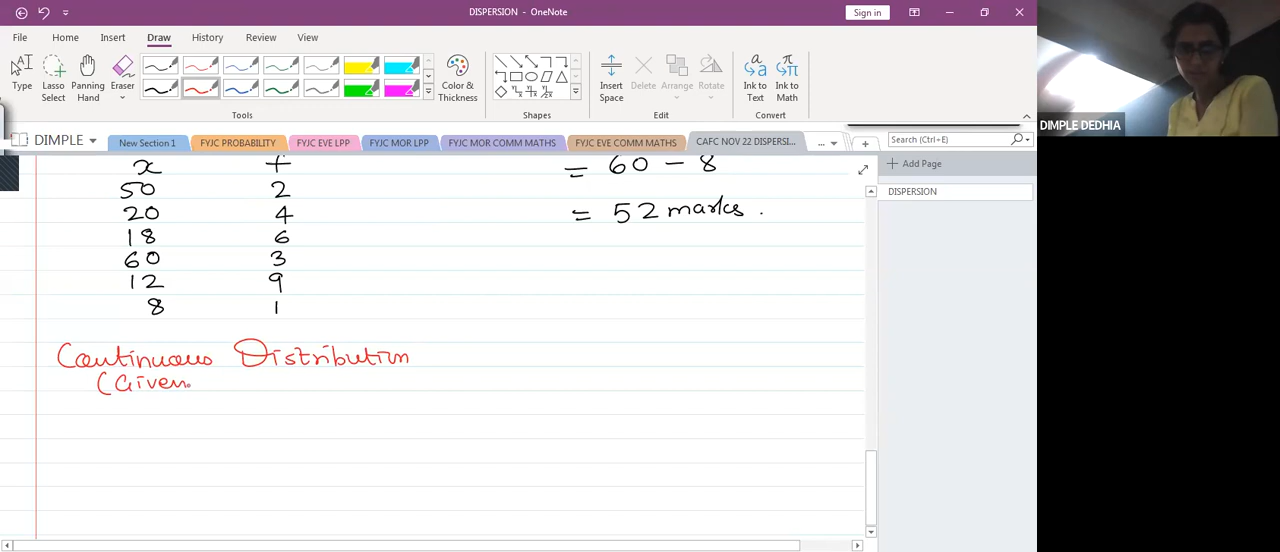 DISPERSION - OneNote
Sign in
File Home Insert Draw History Review View
Type
Lasso Select
Panning Hand
Eraser
Color & Thickness
Insert Space
Delete
Arrange
Rotate
Ink to Text
Ink to Math
Tools
Shapes
Edit
Convert
DIMPLE DEDHIA
DIMPLE
New Section 1
FYJC PROBABILITY
FYJC EVE LPP
FYJC MOR LPP
FYJC MOR COMM MATHS
FYJC EVE COMM MATHS
CAFC NOV 22 DISPERSI...
...
Search (Ctrl+E)
Add Page
DISPERSION
x f
50 2
20 4
18 6
60 3
12 9
8 1
= 60 - 8
= 52 marks.
Continuous Distribution
(Given